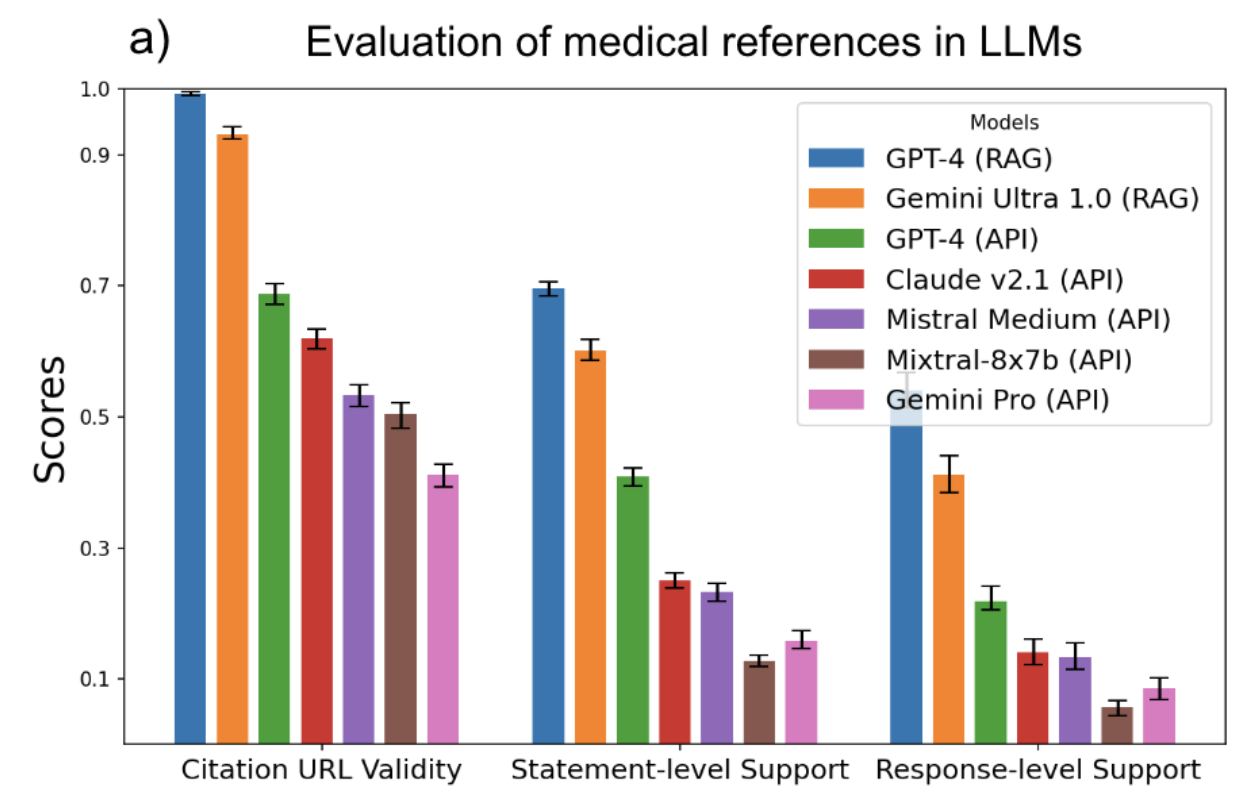 a) Evaluation of medical references in LLMs
1.0
0.9
0.7
0.5
0.3
0.1
Scores
Models
GPT-4 (RAG)
Gemini Ultra 1.0 (RAG)
GPT-4 (API)
Claude v2.1 (API)
Mistral Medium (API)
Mixtral-8x7b (API)
Gemini Pro (API)
Citation URL Validity Statement-level Support Response-level Support